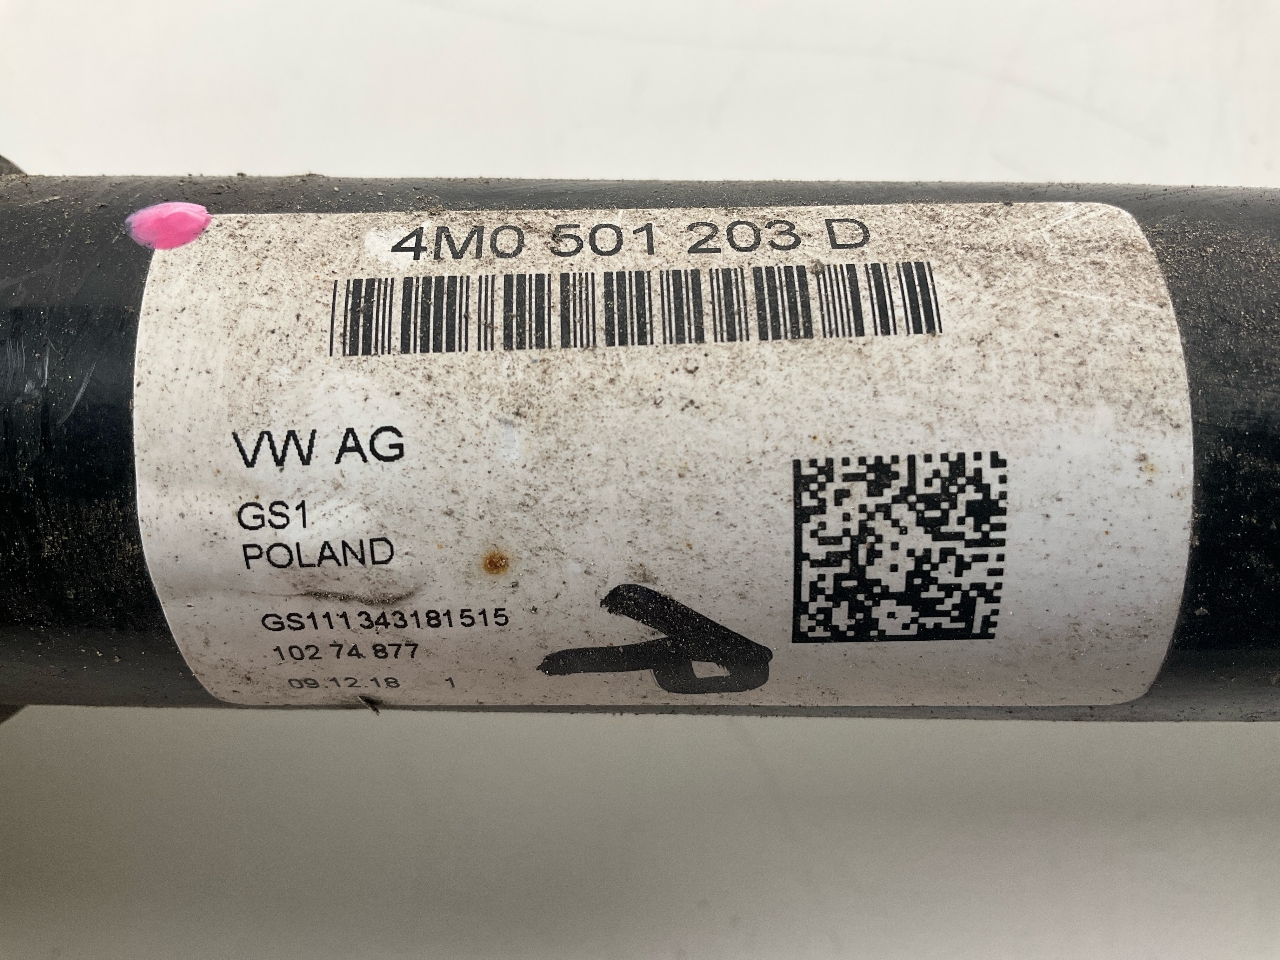 4M0 501 203 D
VW AG
GS1
POLAND
GS111343181515
102 74 877
09.12.18 1